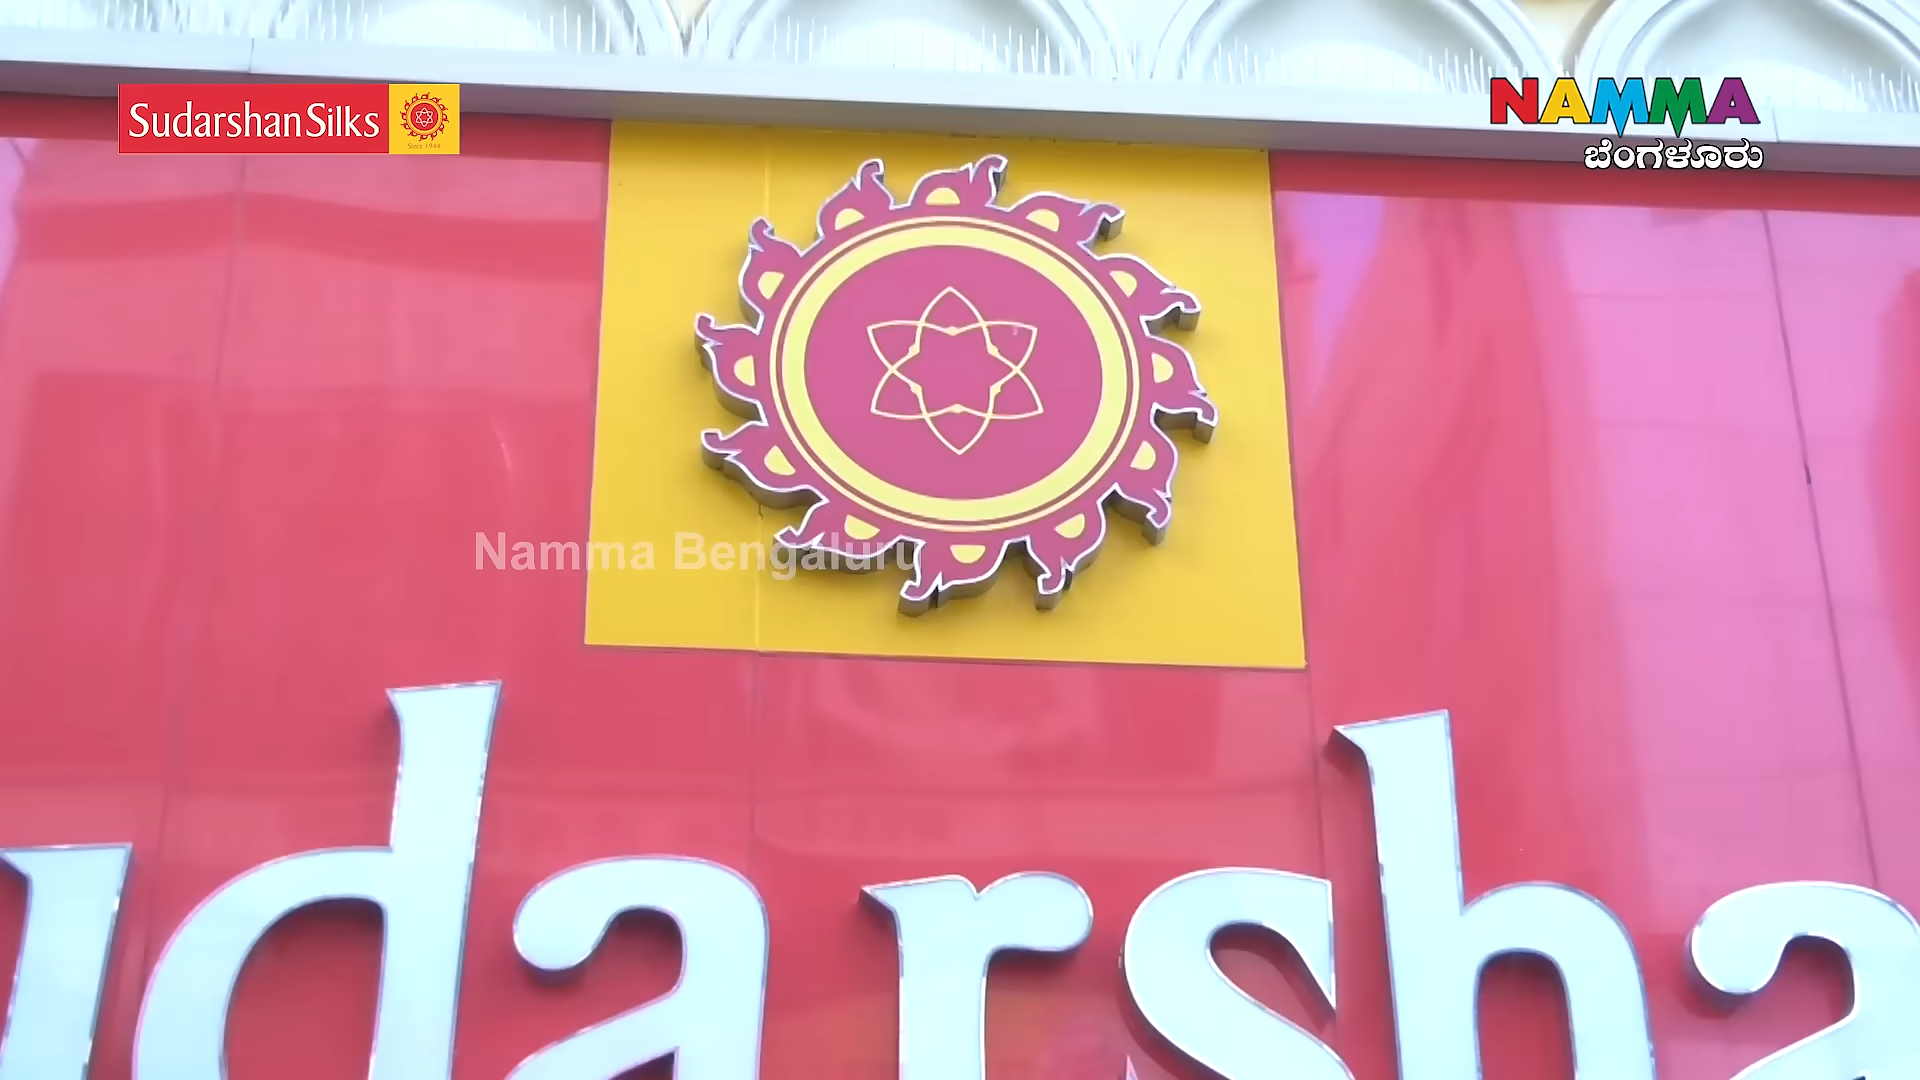 Sudarshan Silks
Since 1944
NAMMA
ಬೆಂಗಳೂರು
Namma Bengaluru
udarsha